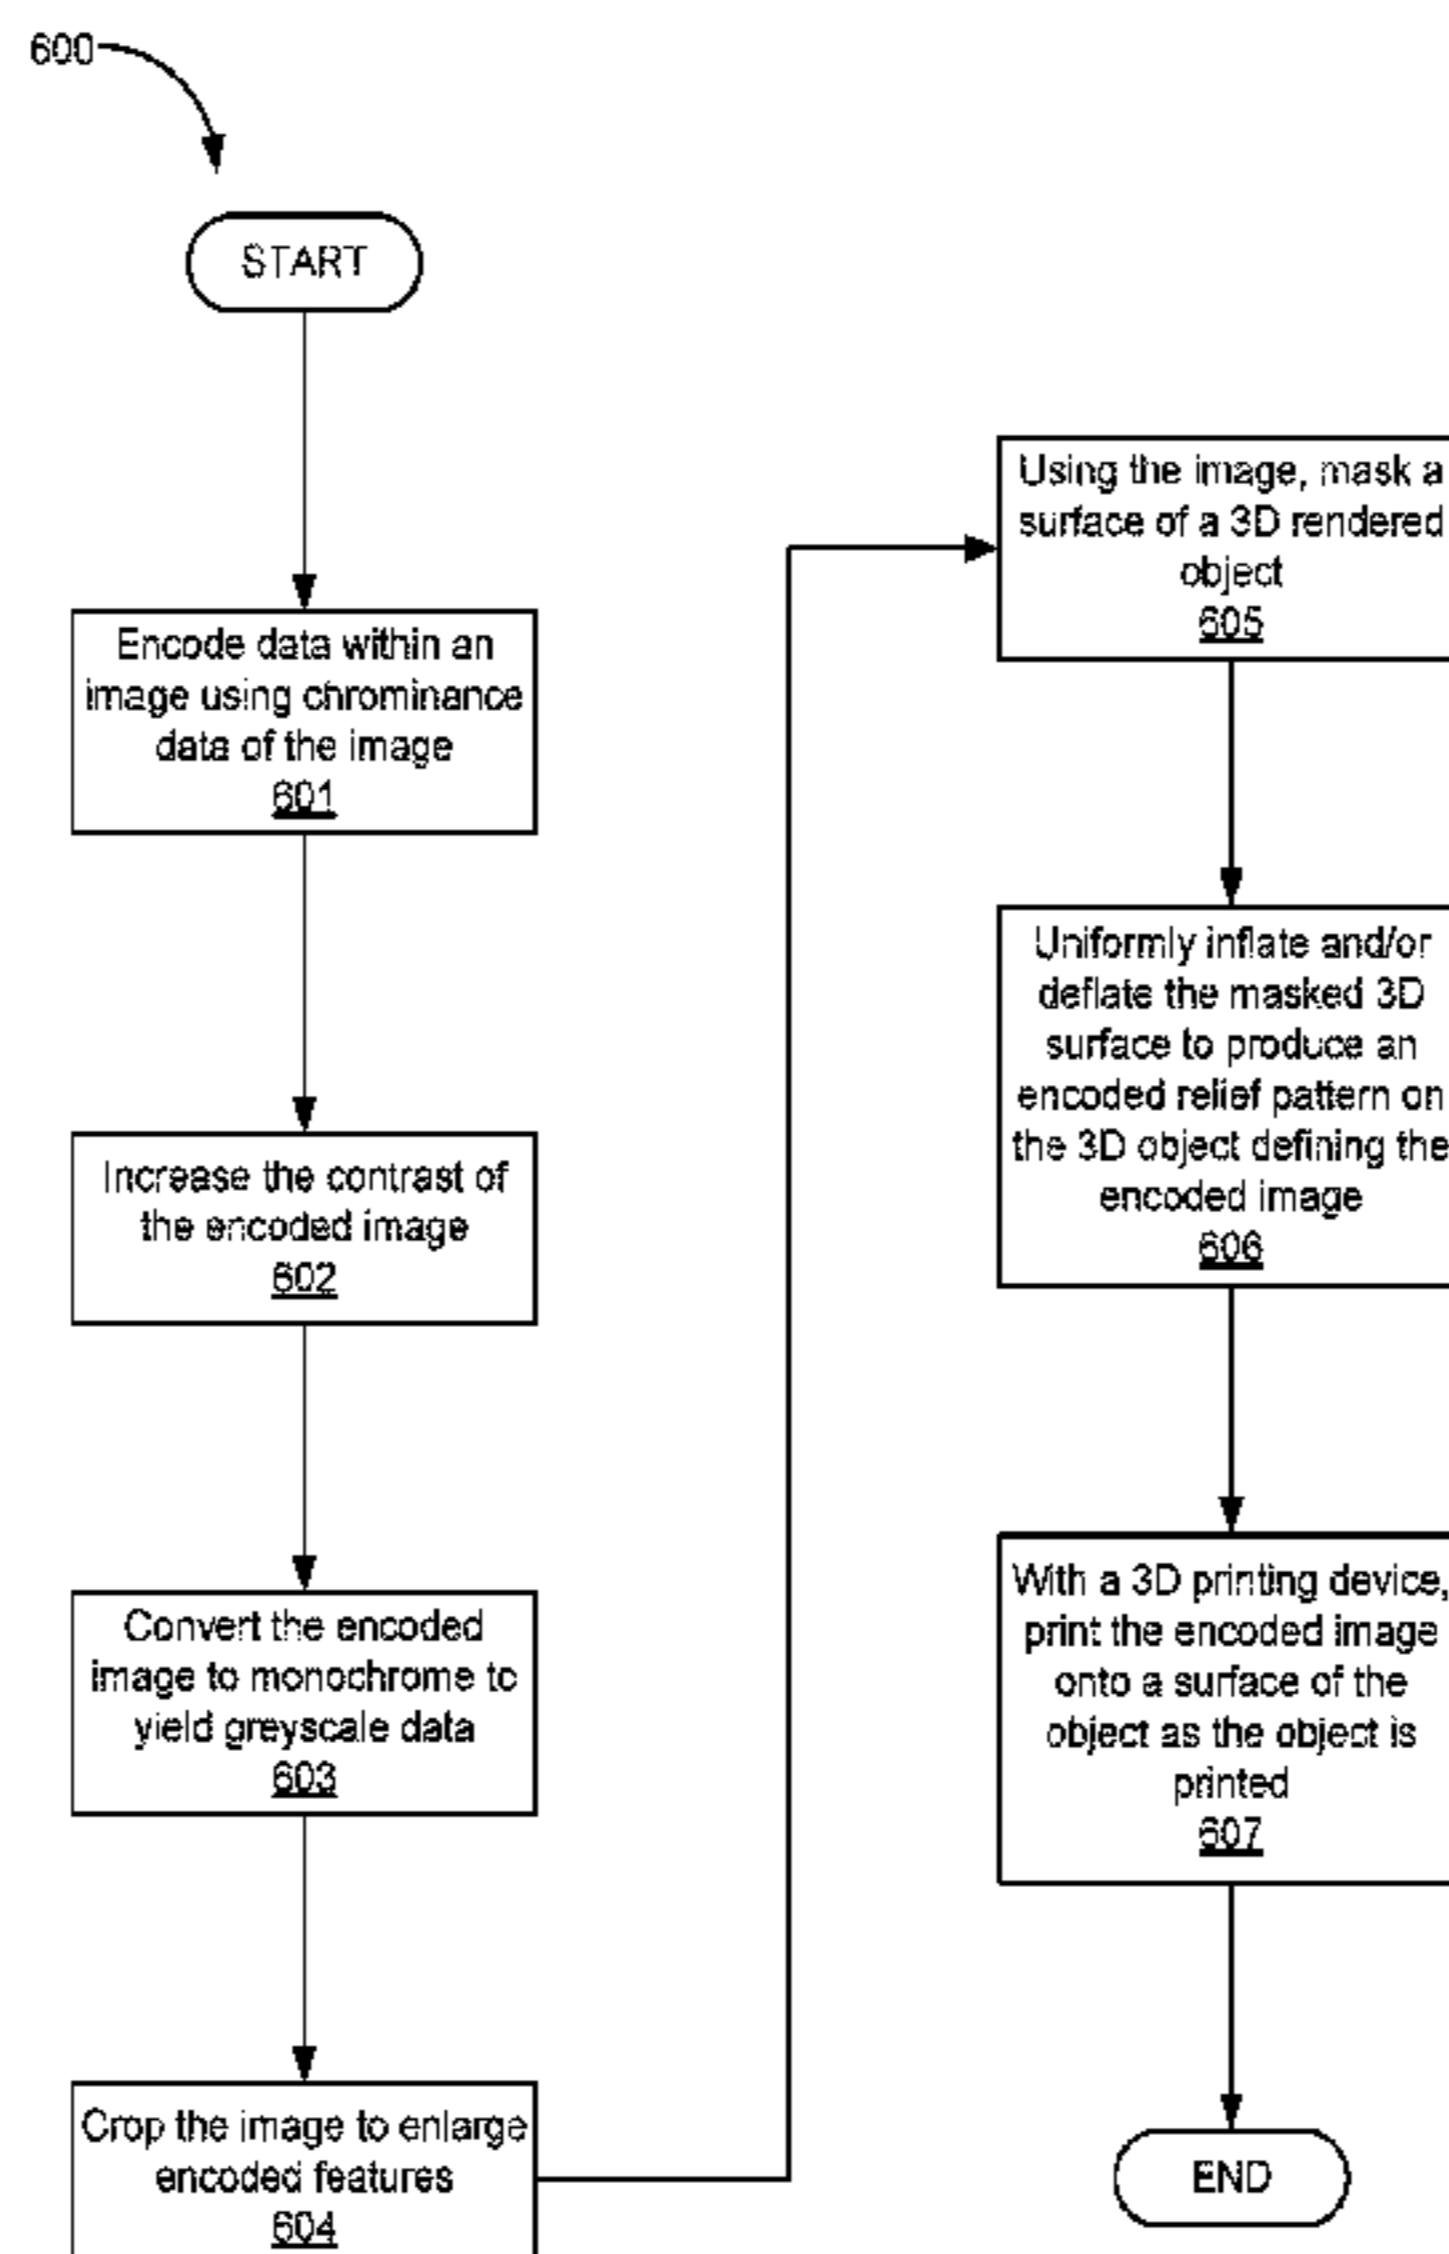 600
START
Encode data within an
image using chrominance
data of the image
601
Increase the contrast of
the encoded image
602
Convert the encoded
image to monochrome to
yield greyscale data
603
Crop the image to enlarge
encoded features
604
Using the image, mask a
surface of a 3D rendered
object
605
Uniformly inflate and/or
deflate the masked 3D
surface to produce an
encoded relief pattern on
the 3D object defining the
encoded image
606
With a 3D printing device,
print the encoded image
onto a surface of the
object as the object is
printed
607
END